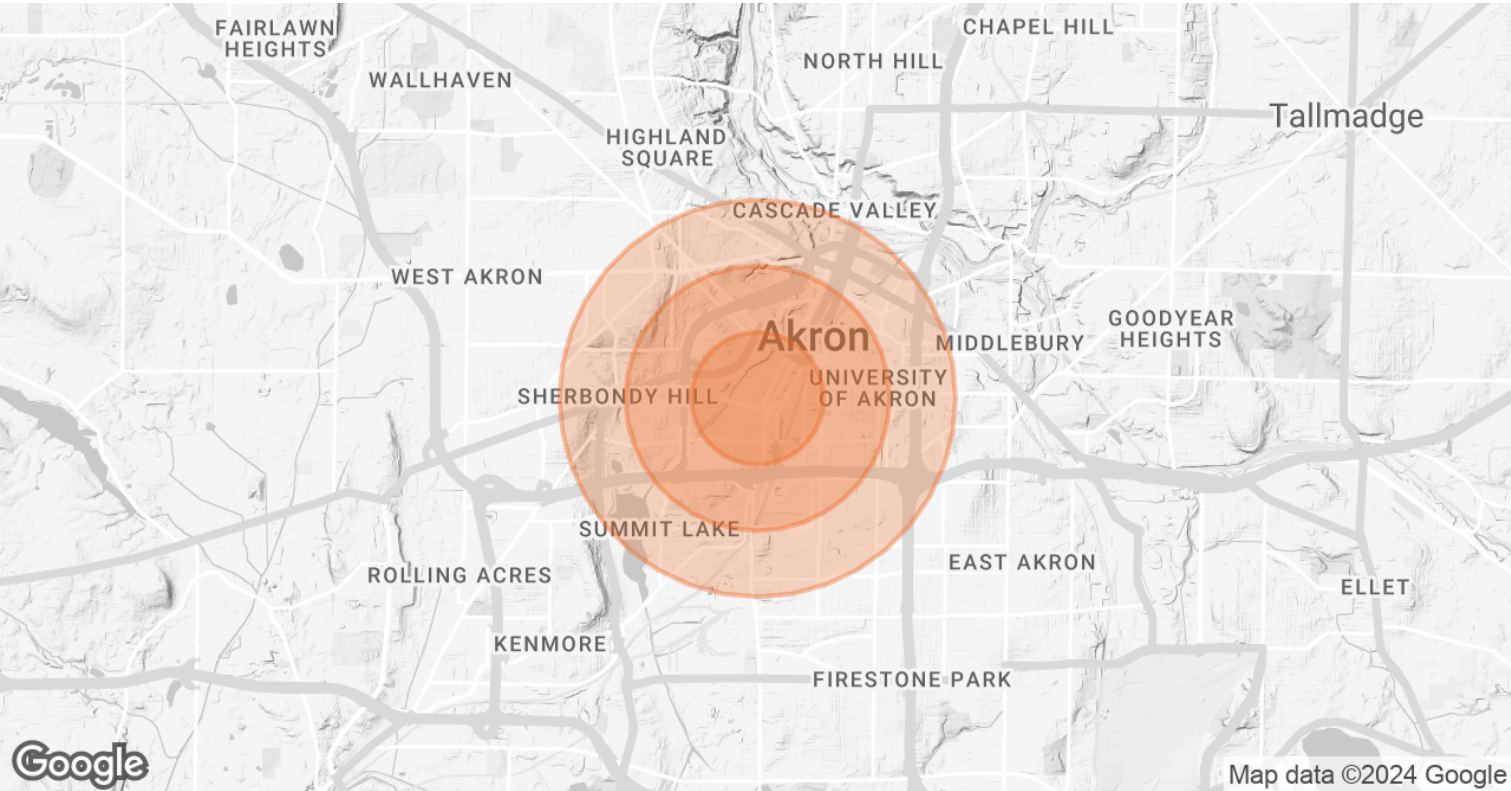 FAIRLAWN
HEIGHTS
CHAPEL HILL
NORTH HILL
WALLHAVEN
Tallmadge
HIGHLAND
SQUARE
CASCADE VALLEY
WEST AKRON
GOODYEAR
HEIGHTS
Akron
MIDDLEBURY
UNIVERSITY
OF AKRON
SHERBONDY HILL
SUMMIT LAKE
EAST AKRON
ROLLING ACRES
ELLET
KENMORE
FIRESTONE PARK
Google
Map data ©2024 Google